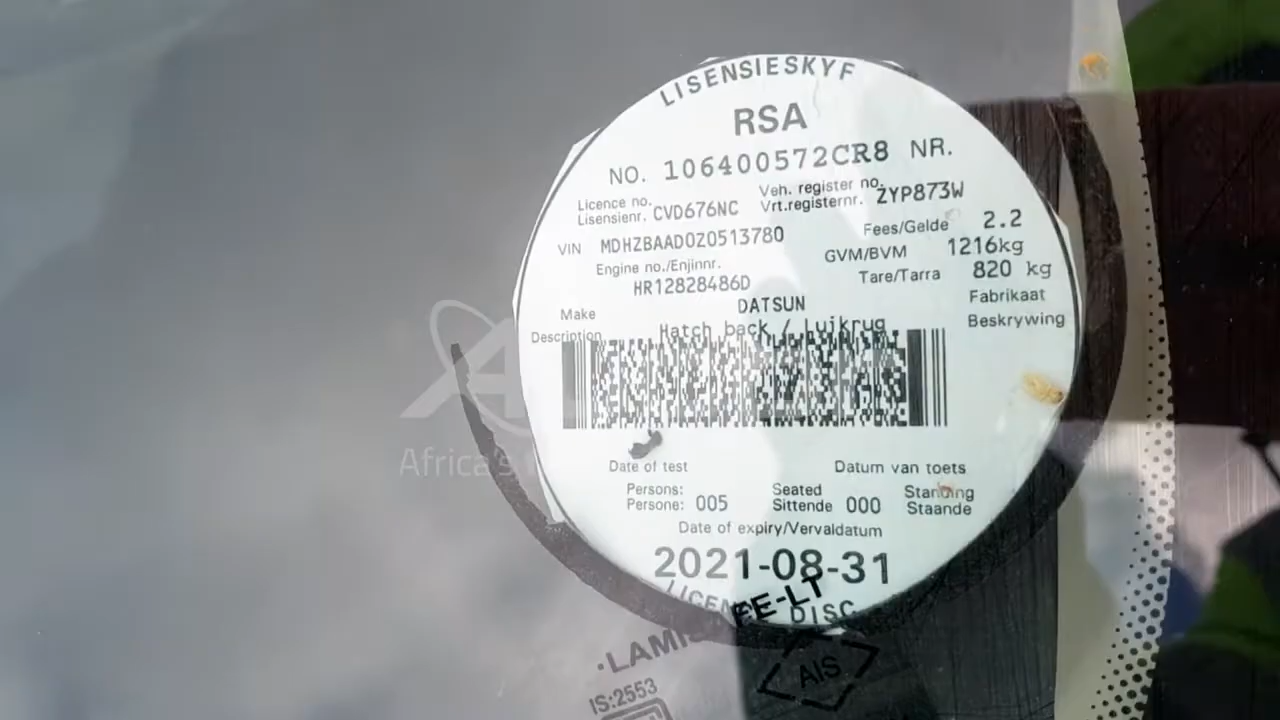 LISENSIESKYF
RSA
NO. 106400572CR8 NR.
Licence no. Veh. register no.
Lisensienr. CVD676NC Vrt.registernr. ZYP873W
VIN MDHZBAAD0Z0513780 Fees/Gelde 2.2
GVM/BVM 1216kg
Engine no./Enjinnr. Tare/Tarra 820 kg
HR12828486D
DATSUN
Make Fabrikaat
Description Hatch back / Luikrug Beskrywing
Africa's
Date of test Datum van toets
Persons: Seated Standing
Persone: 005 Sittende 000 Staande
Date of expiry/Vervaldatum
2021-08-31
LICENCE DISC
FE-LT
AIS
IS:2553